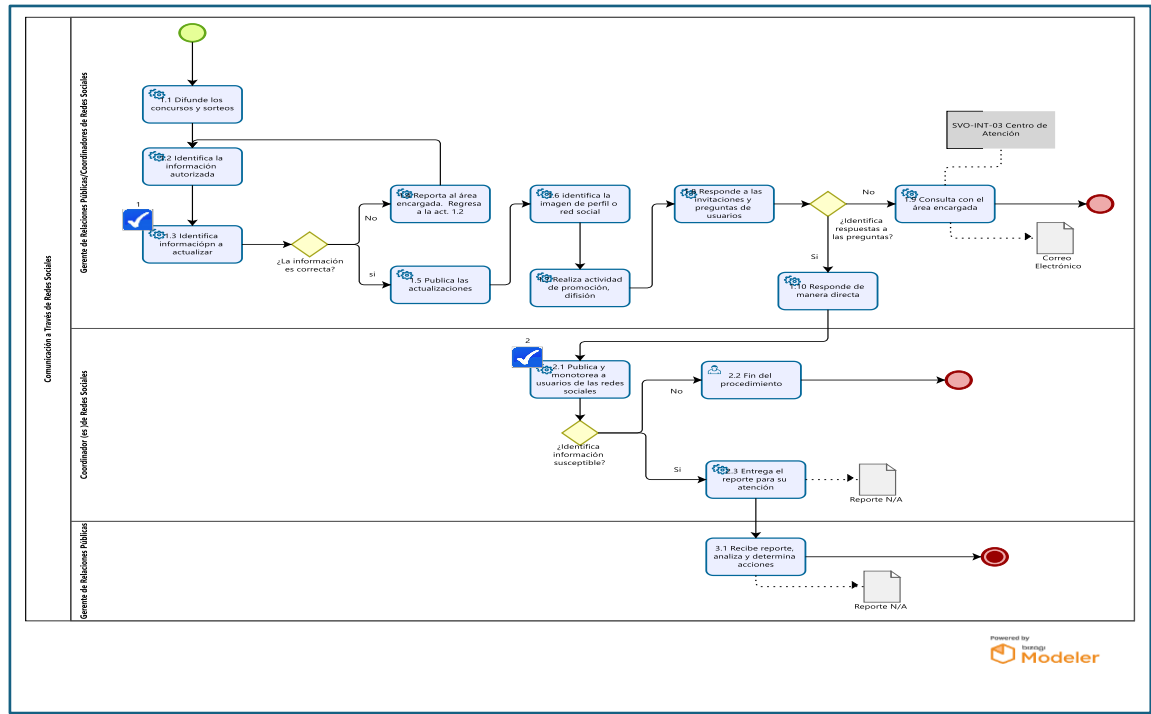 Comunicación a Través de Redes Sociales
Gerente de Relaciones Públicas/Coordinadores de Redes Sociales
1.1 Difunde los
concursos y sorteos
1.2 Identifica la
información
autorizada
1
1.3 Identifica
informaciópn a
actualizar
¿La información
es correcta?
No
si
Reporta al área
encargada. Regresa
a la act. 1.2
1.5 Publica las
actualizaciones
1.6 identifica la
imagen de perfil o
red social
Realiza actividad
de promoción,
difisión
1.8 Responde a las
invitaciones y
preguntas de
usuarios
¿Identifica
respuestas a
las preguntas?
No
Si
SVO-INT-03 Centro de
Atención
1.9 Consulta con el
área encargada
Correo
Electrónico
1.10 Responde de
manera directa
Coordinador (es )de Redes Sociales
2
2.1 Publica y
monotorea a
usuarios de las redes
sociales
¿Identifica
información
susceptible?
No
Si
2.2 Fin del
procedimiento
2.3 Entrega el
reporte para su
atención
Reporte N/A
Gerente de Relaciones Públicas
3.1 Recibe reporte,
analiza y determina
acciones
Reporte N/A
Powered by
bizagi
Modeler